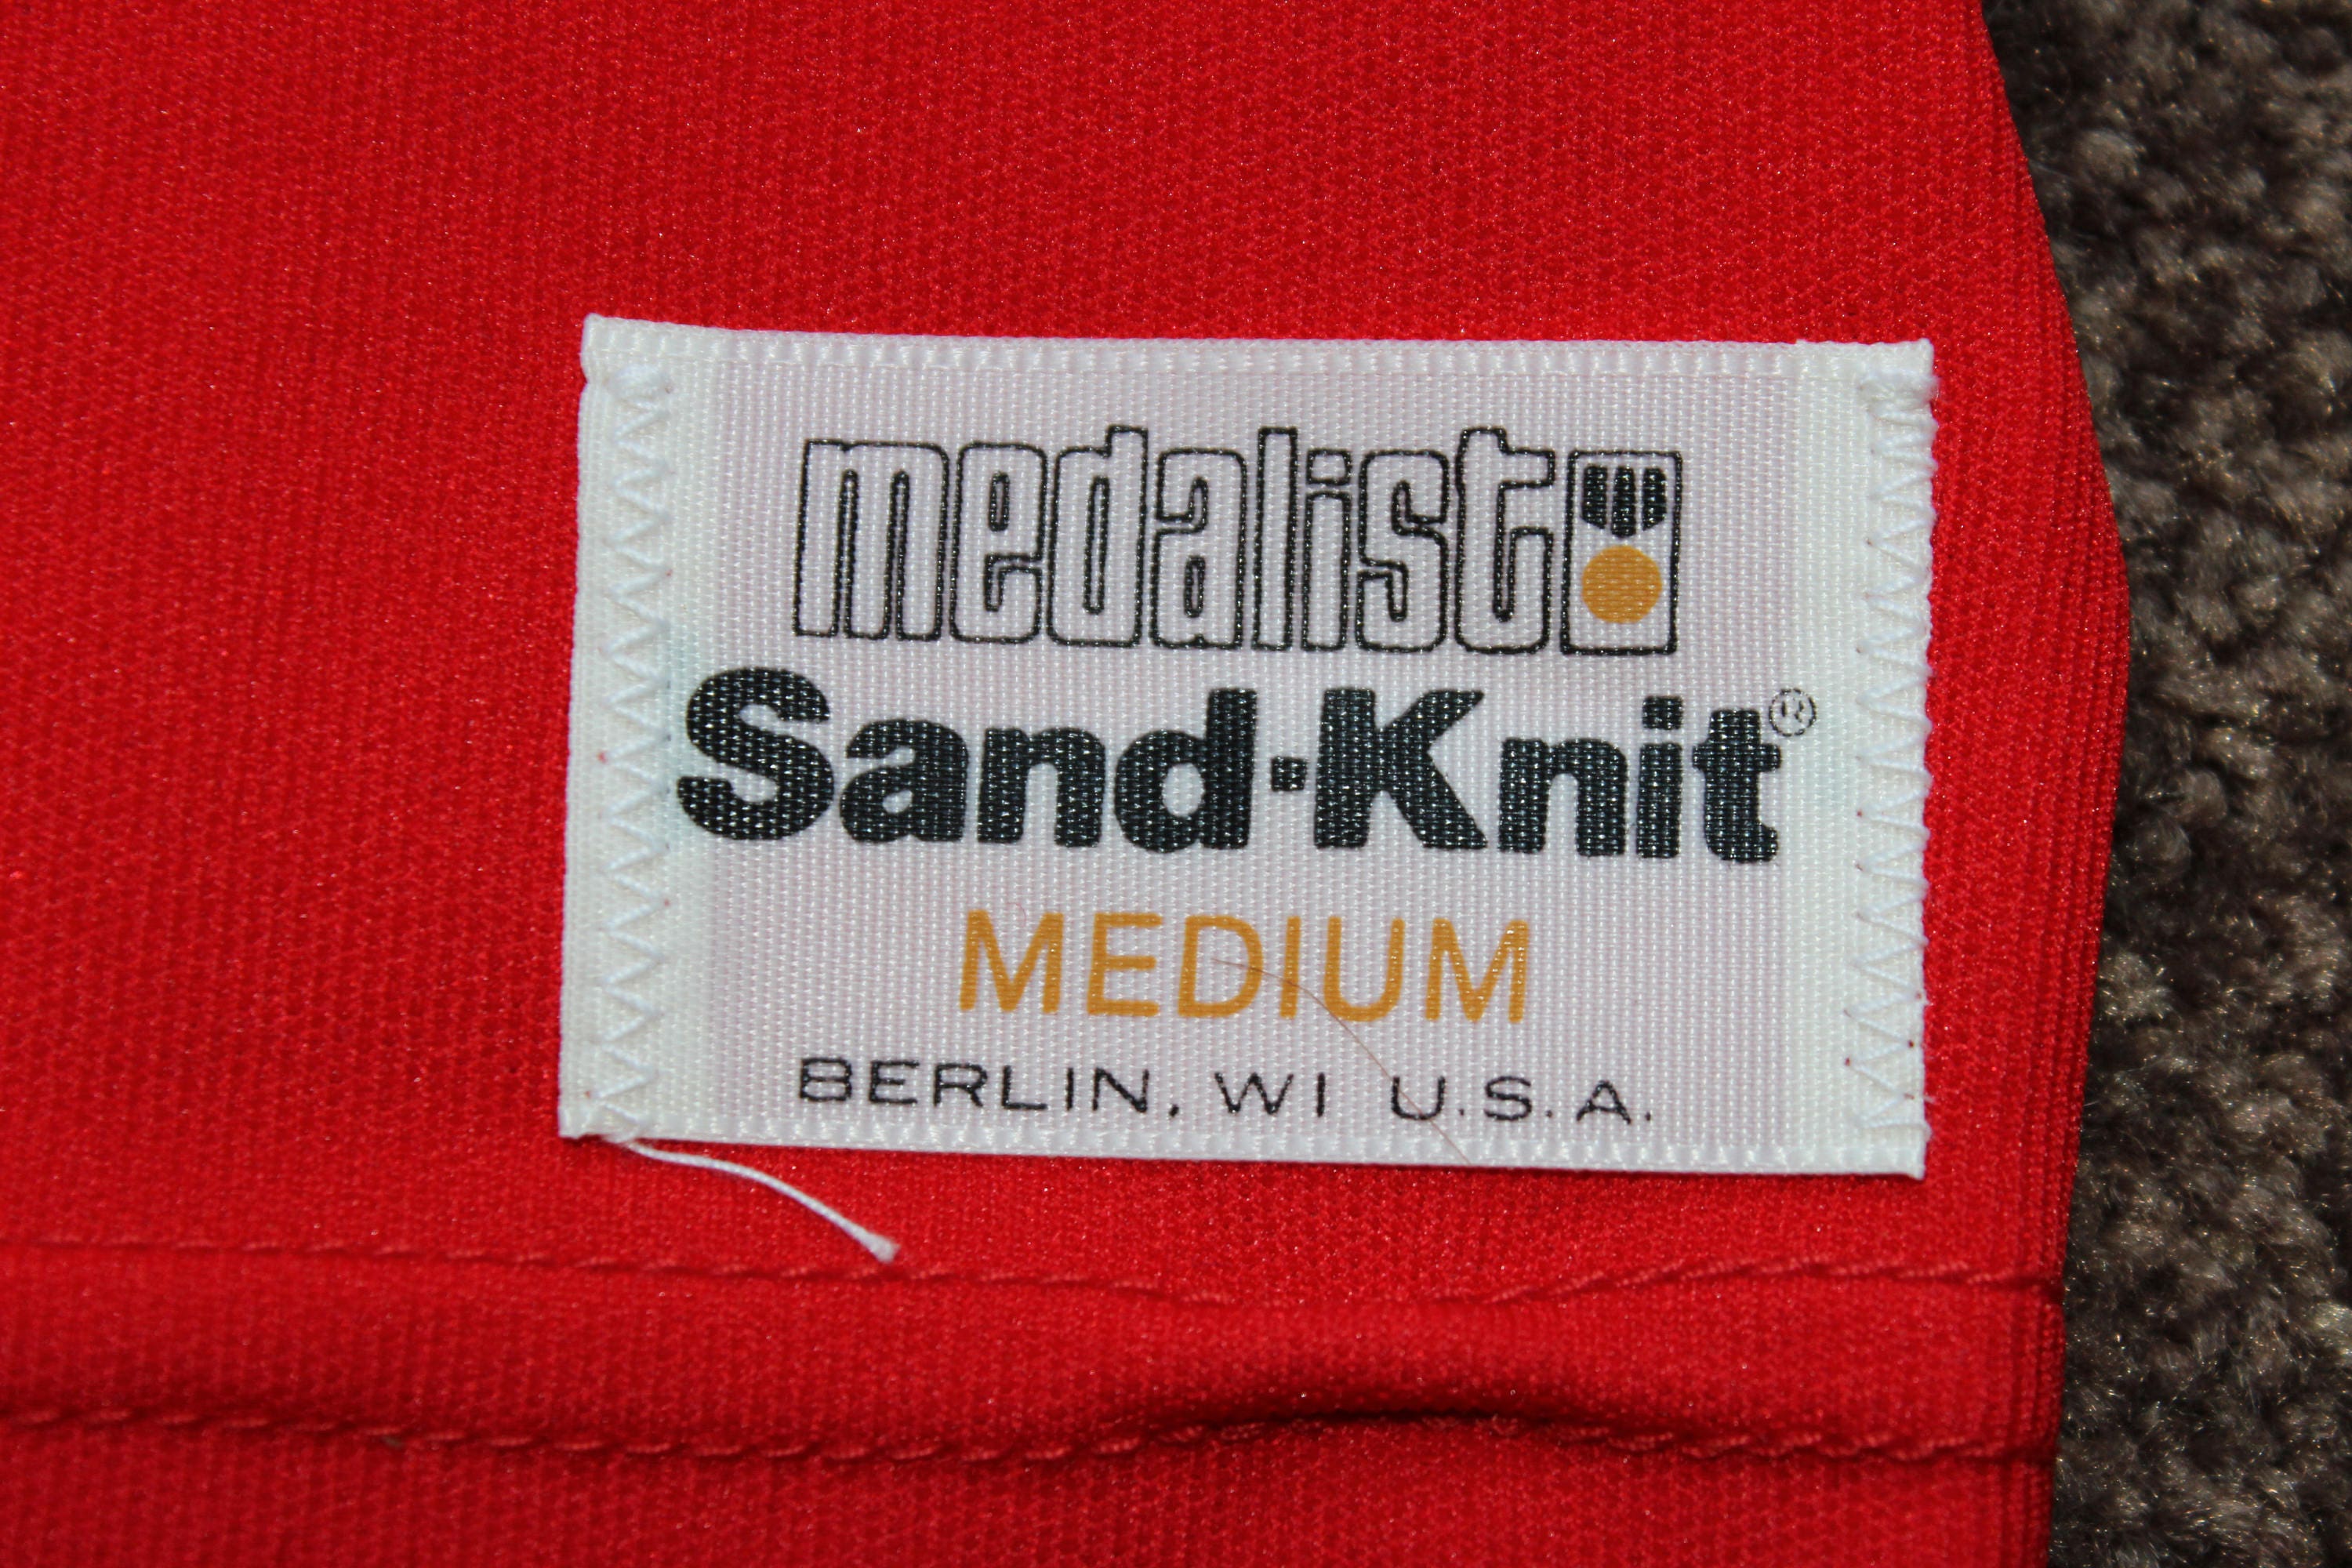 medalist
Sand-Knit®
MEDIUM
BERLIN, WI U.S.A.